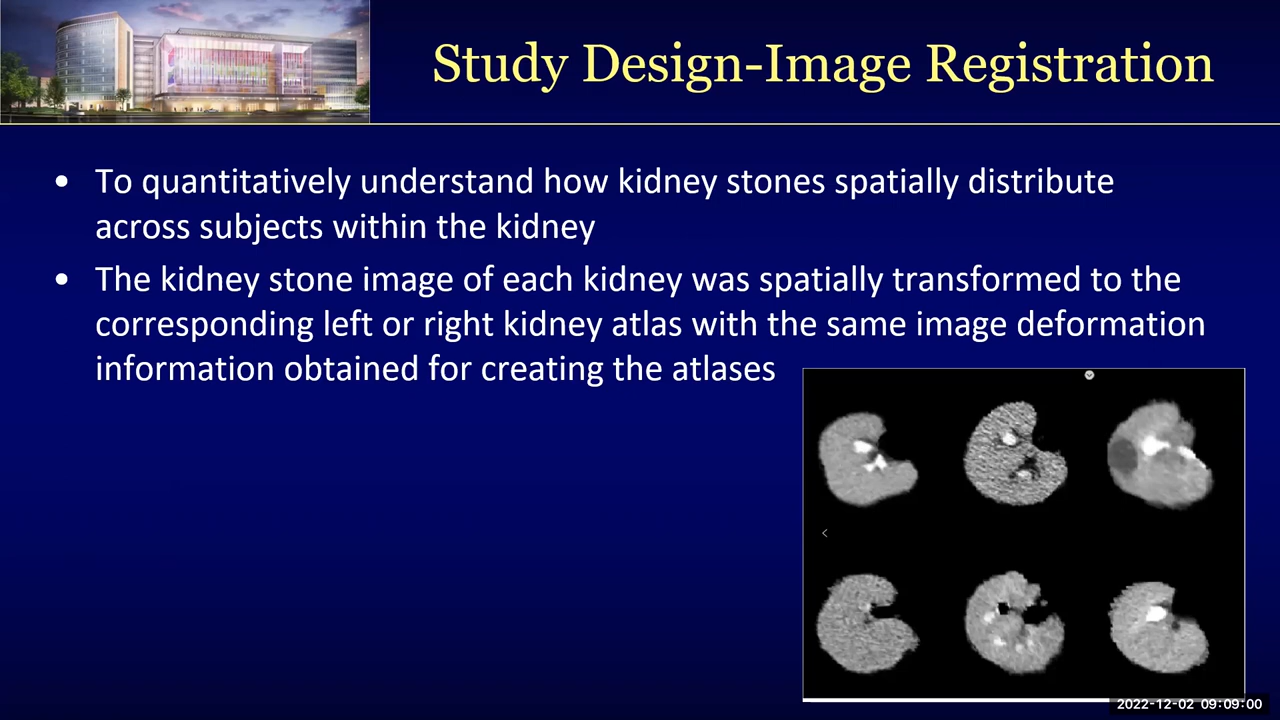 Study Design-Image Registration
• To quantitatively understand how kidney stones spatially distribute
across subjects within the kidney
• The kidney stone image of each kidney was spatially transformed to the
corresponding left or right kidney atlas with the same image deformation
information obtained for creating the atlases
2022-12-02 09:09:00